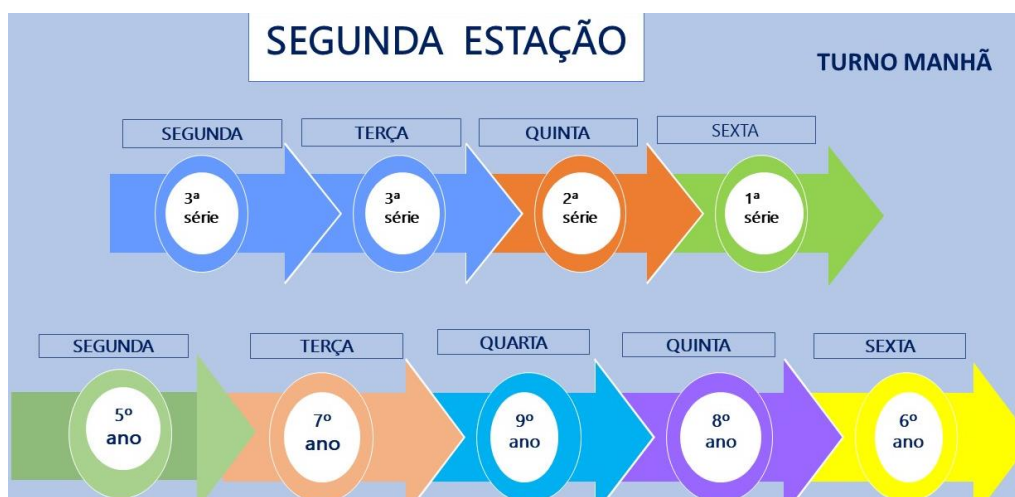 SEGUNDA ESTAÇÃO
TURNO MANHÃ
SEGUNDA
TERÇA
QUINTA
SEXTA
3ª
série
3ª
série
2ª
série
1ª
série
SEGUNDA
TERÇA
QUARTA
QUINTA
SEXTA
5º
ano
7º
ano
9º
ano
8º
ano
6º
ano